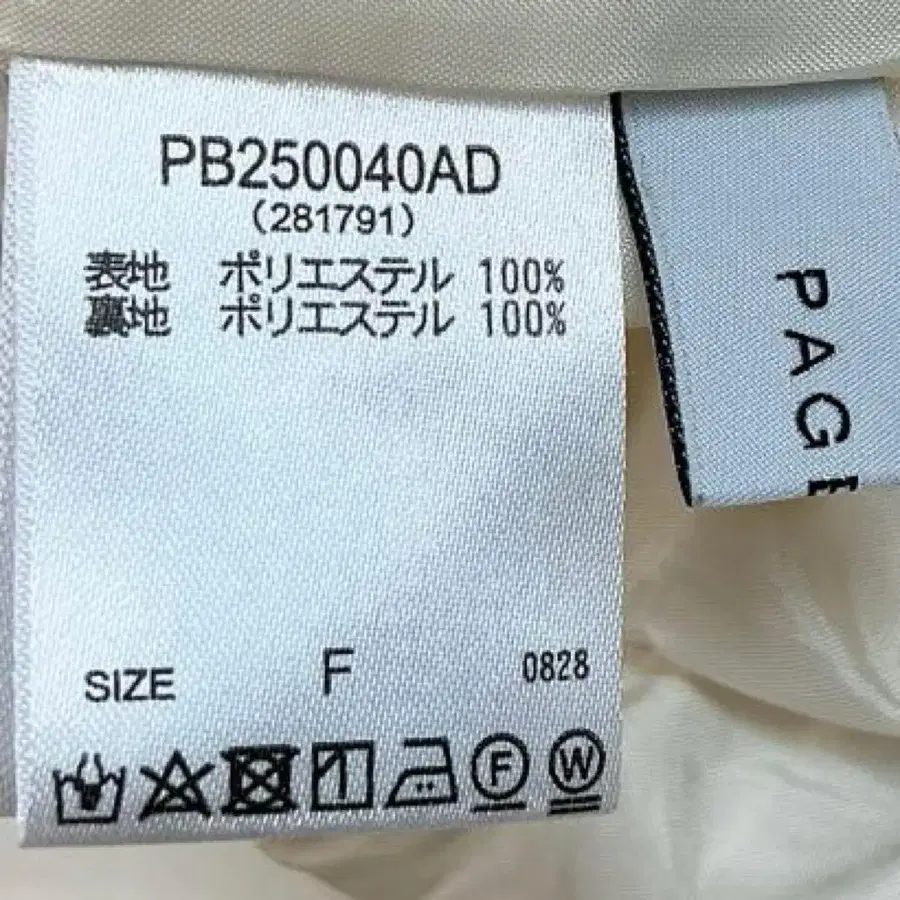 PB250040AD
(281791)
表地 ポリエステル 100%
裏地 ポリエステル 100%
SIZE F 0828
F
W
PAGE